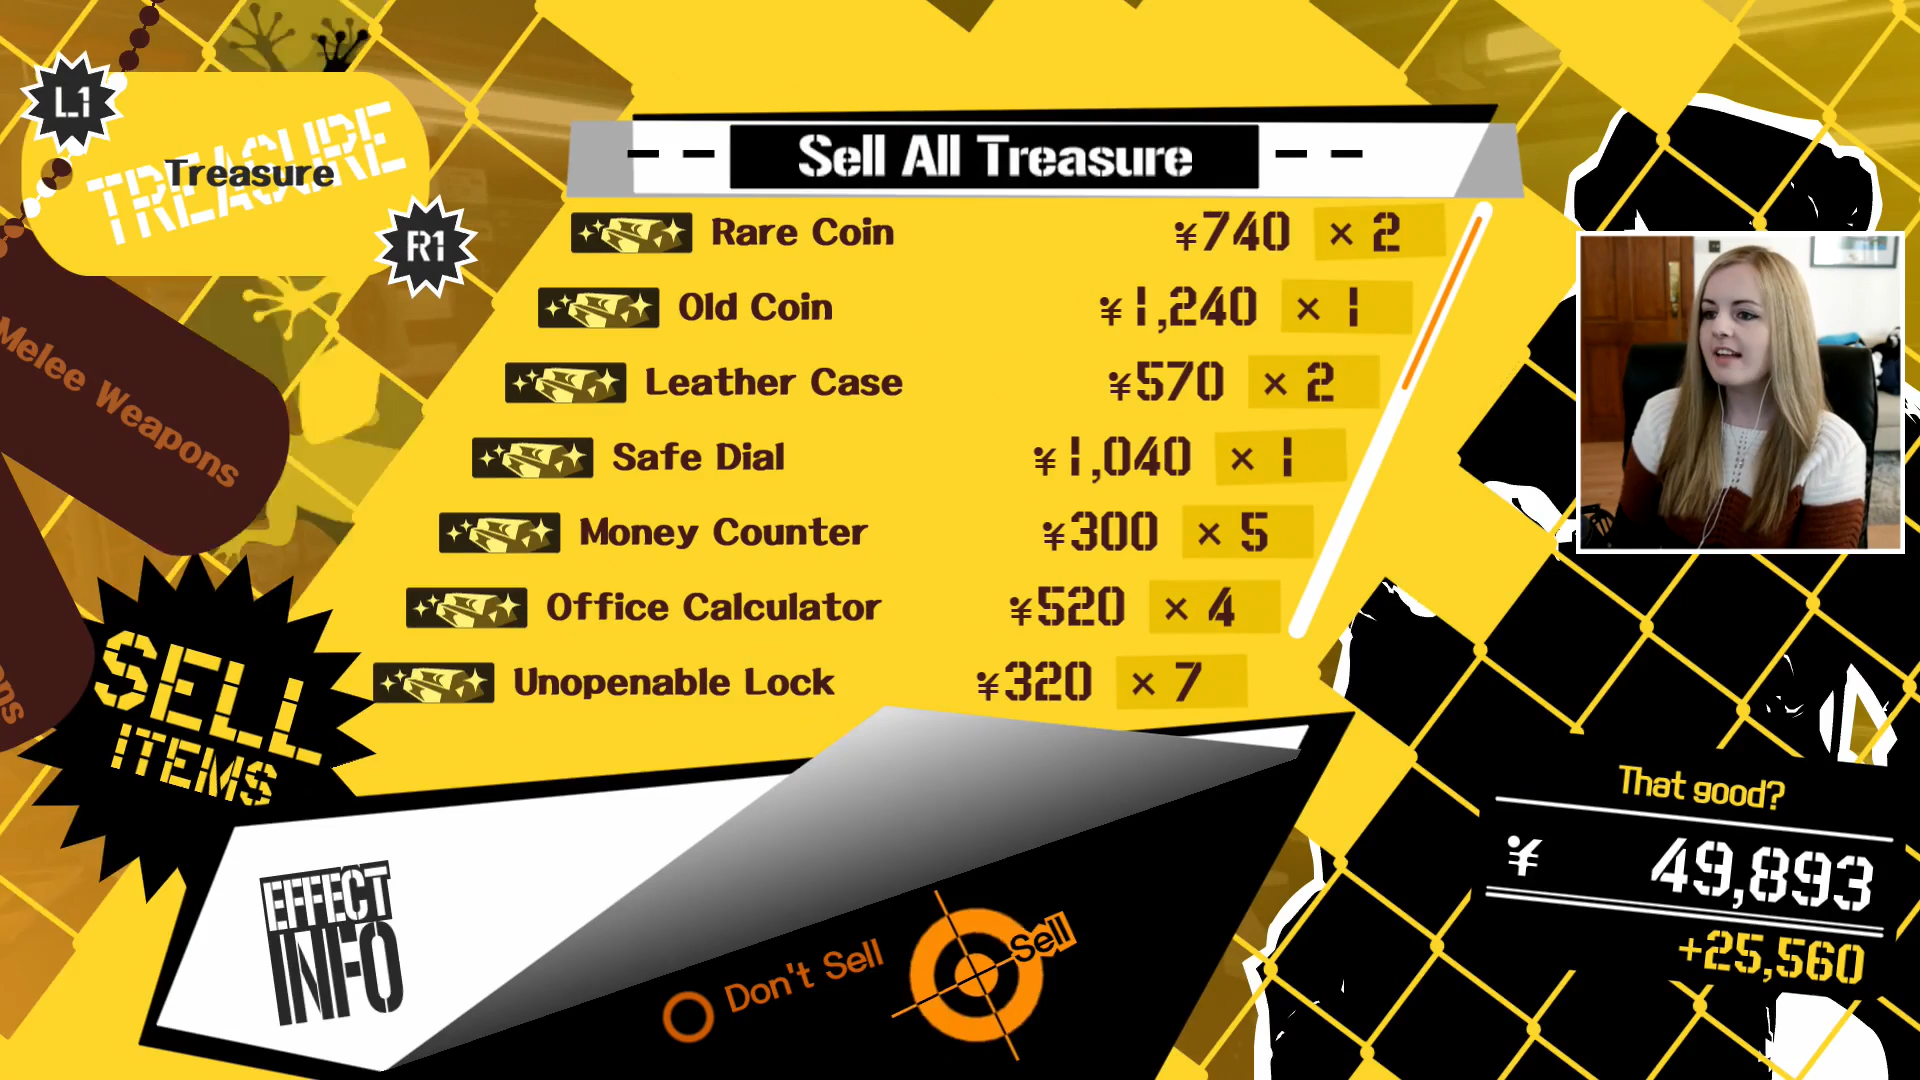 L1
TREASURE
Treasure
R1
Melee Weapons
ons
SELL
ITEMS
Sell All Treasure
Rare Coin ¥740 × 2
Old Coin ¥1,240 × 1
Leather Case ¥570 × 2
Safe Dial ¥1,040 × 1
Money Counter ¥300 × 5
Office Calculator ¥520 × 4
Unopenable Lock ¥320 × 7
EFFECT
INFO
Don't Sell
Sell
That good?
¥ 49,893
+25,560